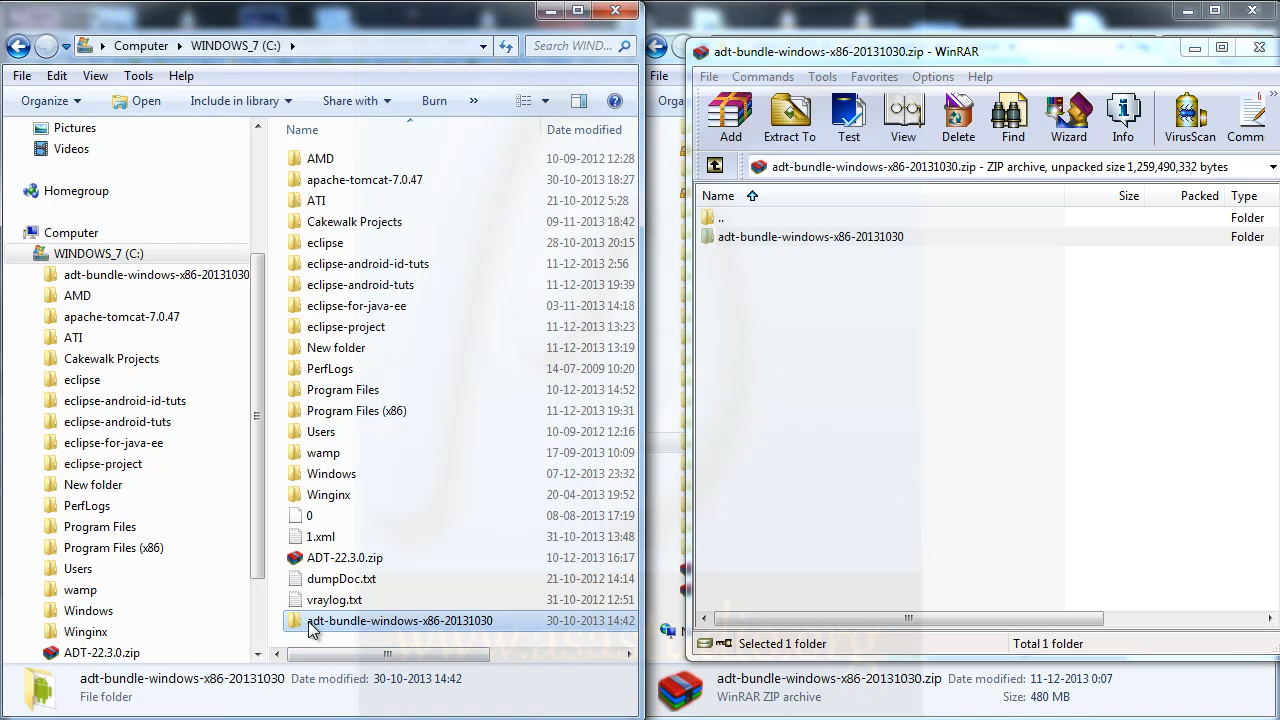 Computer
WINDOWS_7 (C:)
Search WIND...
File Edit View Tools Help
Organize Open Include in library Share with Burn »
Pictures
Videos
Homegroup
Computer
WINDOWS_7 (C:)
adt-bundle-windows-x86-20131030
AMD
apache-tomcat-7.0.47
ATI
Cakewalk Projects
eclipse
eclipse-android-id-tuts
eclipse-android-tuts
eclipse-for-java-ee
eclipse-project
New folder
PerfLogs
Program Files
Program Files (x86)
Users
wamp
Windows
Winginx
ADT-22.3.0.zip
Name Date modified
AMD 10-09-2012 12:28
apache-tomcat-7.0.47 30-10-2013 18:27
ATI 21-10-2012 5:28
Cakewalk Projects 09-11-2013 18:42
eclipse 28-10-2013 20:15
eclipse-android-id-tuts 11-12-2013 2:56
eclipse-android-tuts 11-12-2013 19:39
eclipse-for-java-ee 03-11-2013 14:18
eclipse-project 11-12-2013 13:23
New folder 11-12-2013 13:19
PerfLogs 14-07-2009 10:20
Program Files 10-12-2013 14:52
Program Files (x86) 11-12-2013 19:31
Users 10-09-2012 12:16
wamp 17-09-2013 10:09
Windows 07-12-2013 23:32
Winginx 20-04-2013 19:52
0 08-08-2013 17:19
1.xml 31-10-2013 13:48
ADT-22.3.0.zip 10-12-2013 16:17
dumpDoc.txt 21-10-2012 14:14
vraylog.txt 31-10-2012 12:51
adt-bundle-windows-x86-20131030 30-10-2013 14:42
adt-bundle-windows-x86-20131030 Date modified: 30-10-2013 14:42
File folder
File
Orga
adt-bundle-windows-x86-20131030.zip - WinRAR
File Commands Tools Favorites Options Help
Add Extract To Test View Delete Find Wizard Info VirusScan Comm
adt-bundle-windows-x86-20131030.zip - ZIP archive, unpacked size 1,259,490,332 bytes
Name Size Packed Type
.. Folder
adt-bundle-windows-x86-20131030 Folder
Selected 1 folder Total 1 folder
adt-bundle-windows-x86-20131030.zip Date modified: 11-12-2013 0:07
WinRAR ZIP archive Size: 480 MB